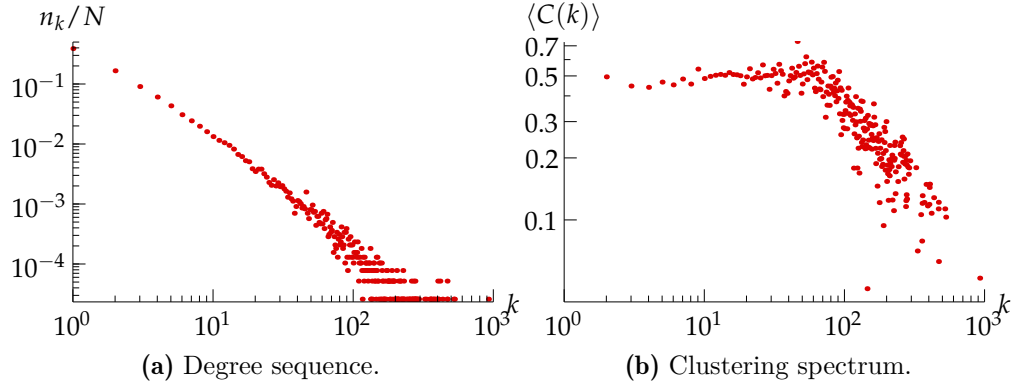 n_k/N
10^{-1}
10^{-2}
10^{-3}
10^{-4}
10^0
10^1
10^2
10^3
k
(a) Degree sequence.
⟨C(k)⟩
0.7
0.5
0.3
0.2
0.1
10^0
10^1
10^2
10^3
k
(b) Clustering spectrum.